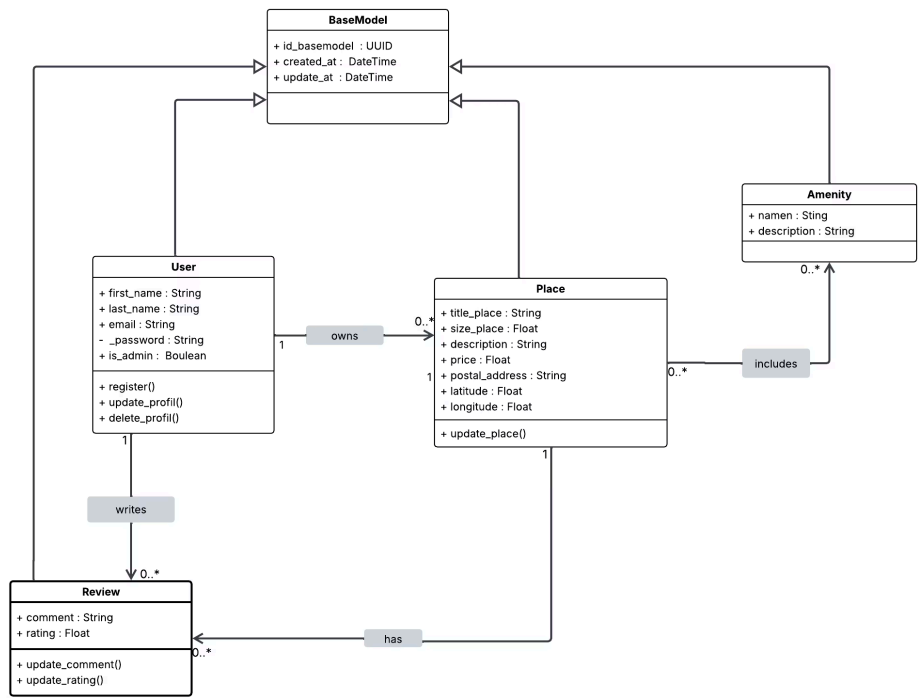 BaseModel
+ id_basemodel : UUID
+ created_at : DateTime
+ update_at : DateTime
Amenity
+ namen : Sting
+ description : String
0..*
User
+ first_name : String
+ last_name : String
+ email : String
- _password : String
+ is_admin : Boulean
+ register()
+ update_profil()
+ delete_profil()
1
owns
0..*
1
Place
+ title_place : String
+ size_place : Float
+ description : String
+ price : Float
+ postal_address : String
+ latitude : Float
+ longitude : Float
+ update_place()
0..*
includes
1
writes
0..*
1
Review
+ comment : String
+ rating : Float
+ update_comment()
+ update_rating()
0..*
has